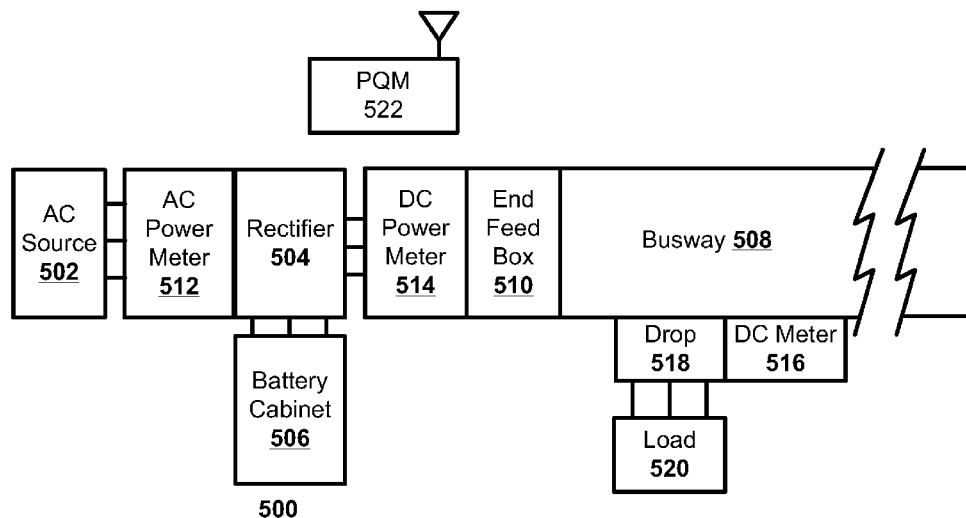 PQM
522
AC
Source
502
AC
Power
Meter
512
Rectifier
504
DC
Power
Meter
514
End
Feed
Box
510
Busway 508
Drop
518
DC Meter
516
Battery
Cabinet
506
Load
520
500